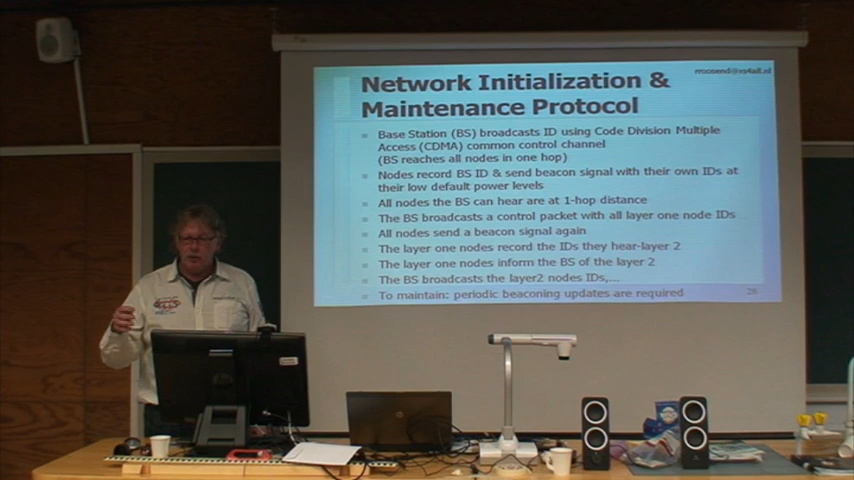 Network Initialization &
Maintenance Protocol
Base Station (BS) broadcasts ID using Code Division Multiple
Access (CDMA) common control channel
(BS reaches all nodes in one hop)
Nodes record BS ID & send beacon signal with their own IDs at
their low default power levels
All nodes the BS can hear are at 1-hop distance
The BS broadcasts a control packet with all layer one node IDs
All nodes send a beacon signal again
The layer one nodes record the IDs they hear-layer 2
The layer one nodes inform the BS of the layer 2
The BS broadcasts the layer2 nodes IDs,...
To maintain: periodic beaconing updates are required